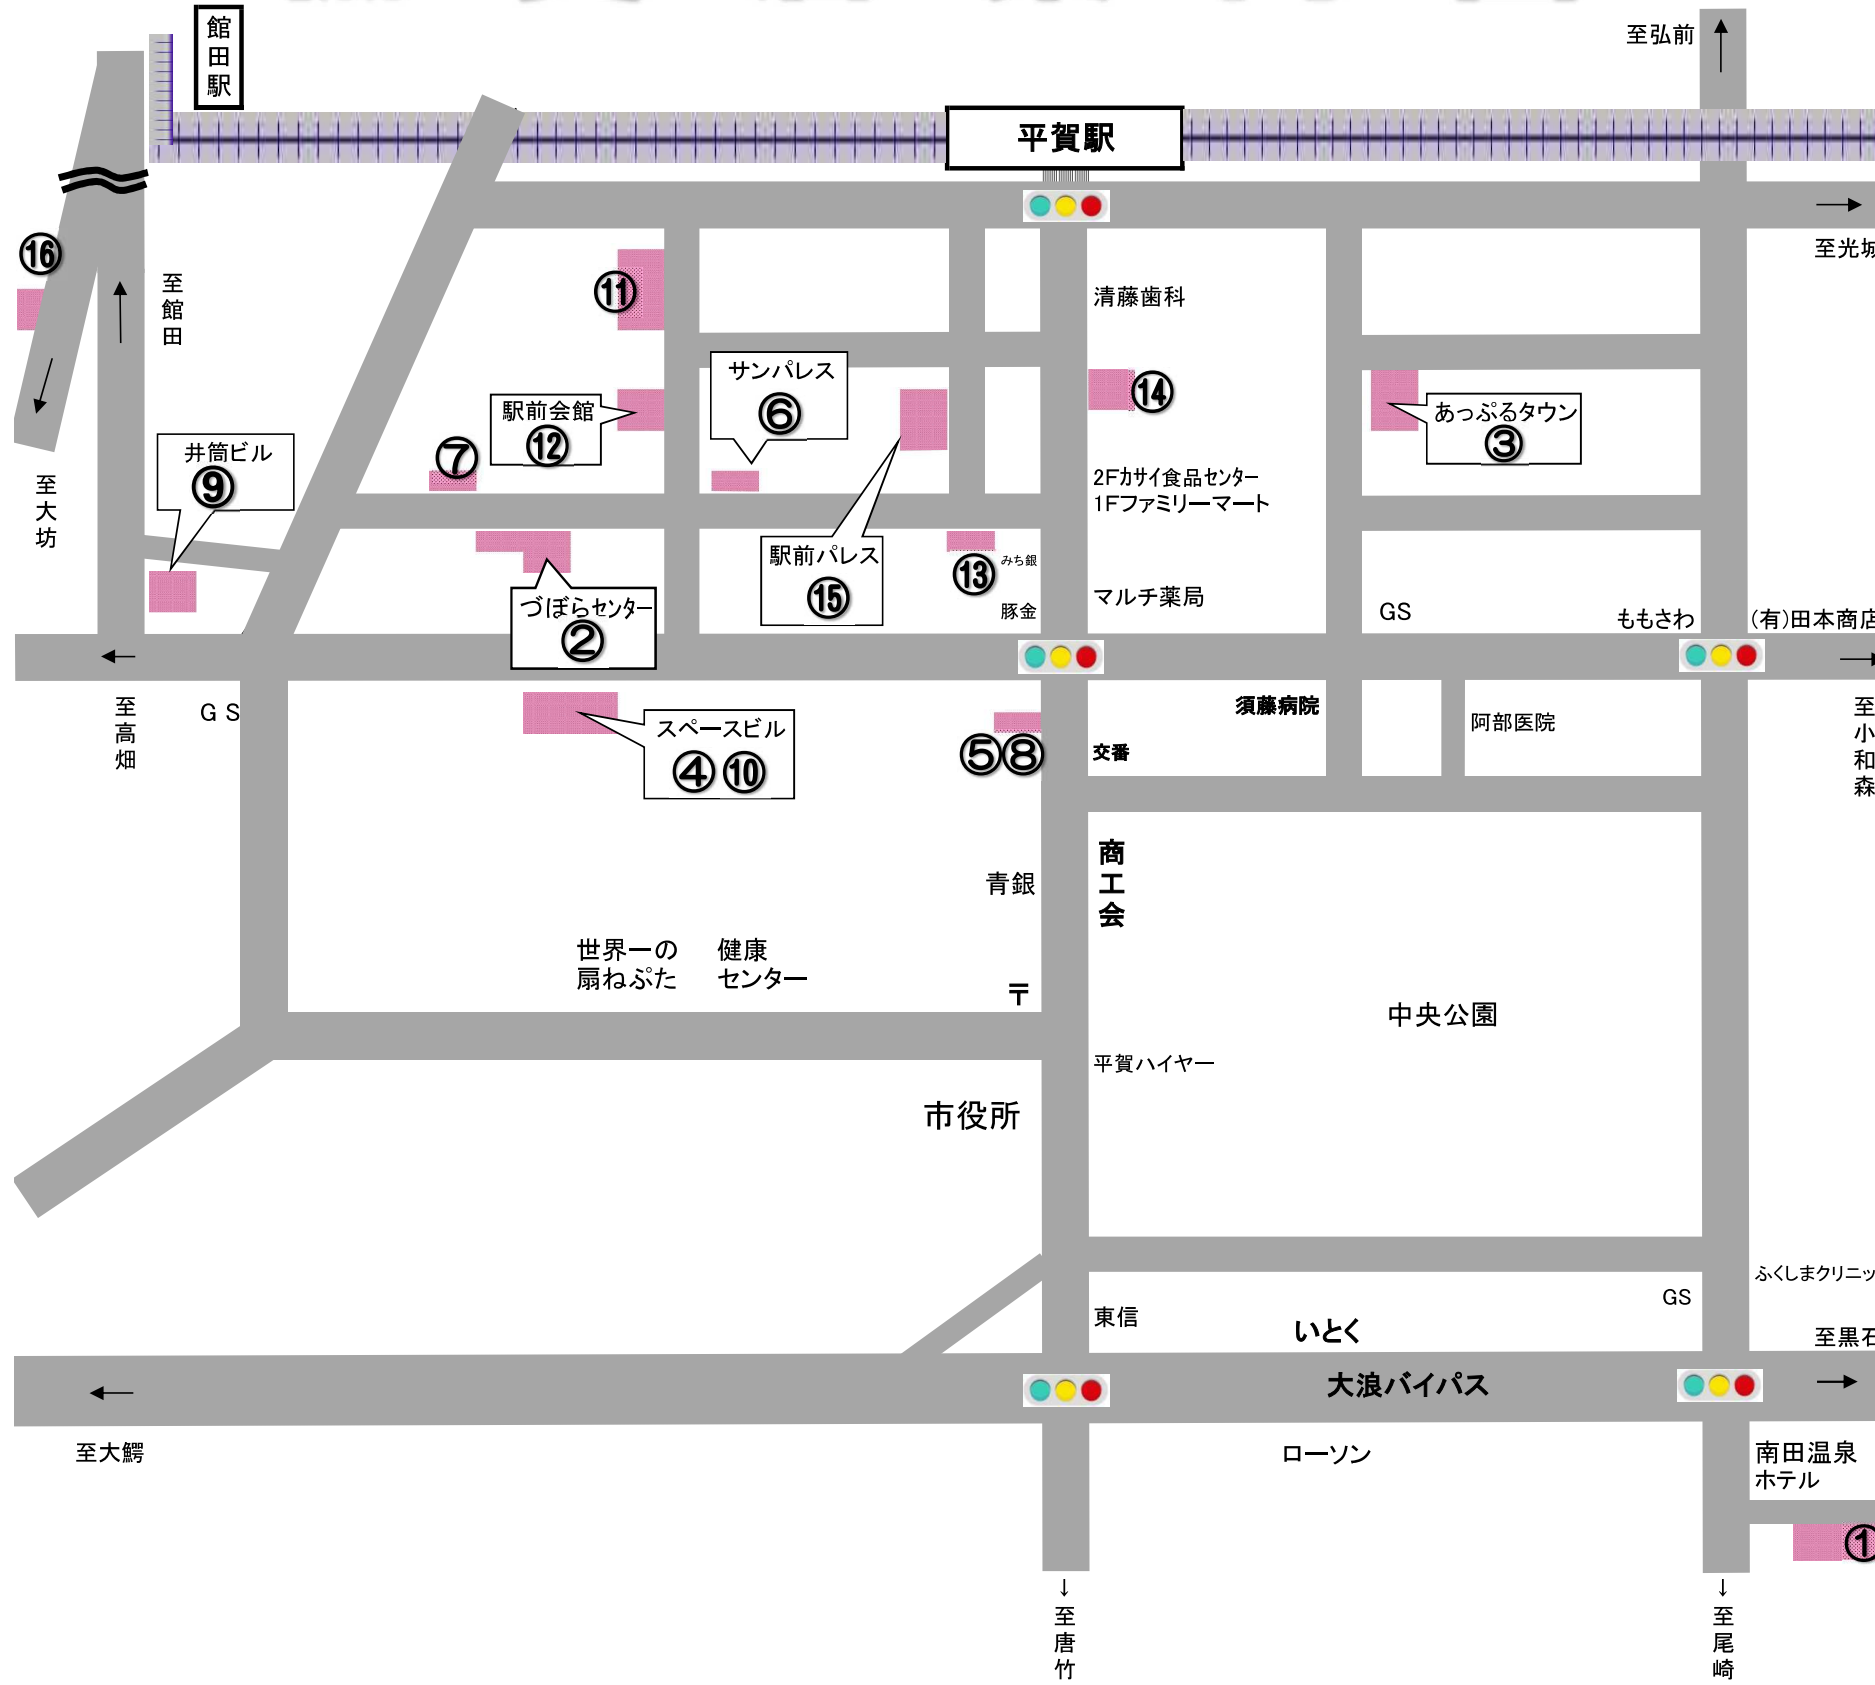 館田駅
至弘前
平賀駅
至光城
⑯
至館田
⑪
清藤歯科
サンパレス
⑥
⑭
駅前会館
⑫
あっぷるタウン
③
⑦
井筒ビル
⑨
至大坊
2Fカサイ食品センター
1Fファミリーマート
駅前パレス
⑮
⑬
みち銀
豚金
マルチ薬局
づぼらセンター
②
GS
ももさわ
(有)田本商店
至高畑
GS
スペースビル
④⑩
⑤⑧
須藤病院
交番
阿部医院
至小和森
商工会
青銀
世界一の
扇ねぷた
健康
センター
〒
中央公園
平賀ハイヤー
市役所
ふくしまクリニッ
GS
東信
いとく
至黒石
大浪バイパス
至大鰐
ローソン
南田温泉
ホテル
①
↓至唐竹
↓至尾崎